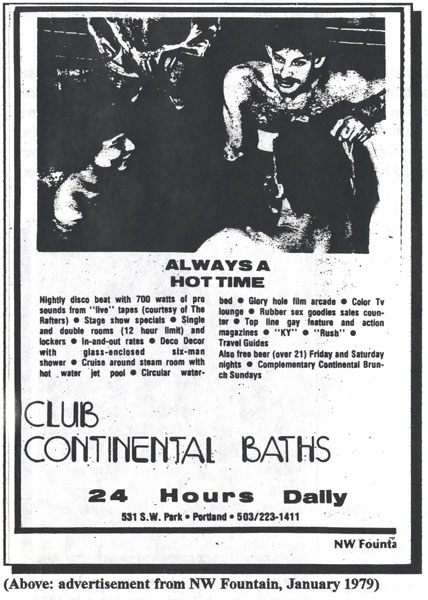 ALWAYS A
HOT TIME
Nightly disco beat with 700 watts of pro
sounds from "live" tapes (courtesy of The
Rafters) ● Stage show specials ● Single
and double rooms (12 hour limit) and
lockers ● In-and-out rates ● Deco Decor
with glass-enclosed six-man
shower ● Cruise around steam room with
hot water jet pool ● Circular water-
bed ● Glory hole film arcade ● Color Tv
lounge ● Rubber sex goodies sales coun-
ter ● Top line gay feature and action
magazines ● "KY" ● "Rush" ●
Travel Guides
Also free beer (over 21) Friday and Saturday
nights ● Complementary Continental Brun-
ch Sundays
CLUB
CONTINENTAL BATHS
24 Hours Daily
531 S.W. Park • Portland • 503/223-1411
NW Founta
(Above: advertisement from NW Fountain, January 1979)